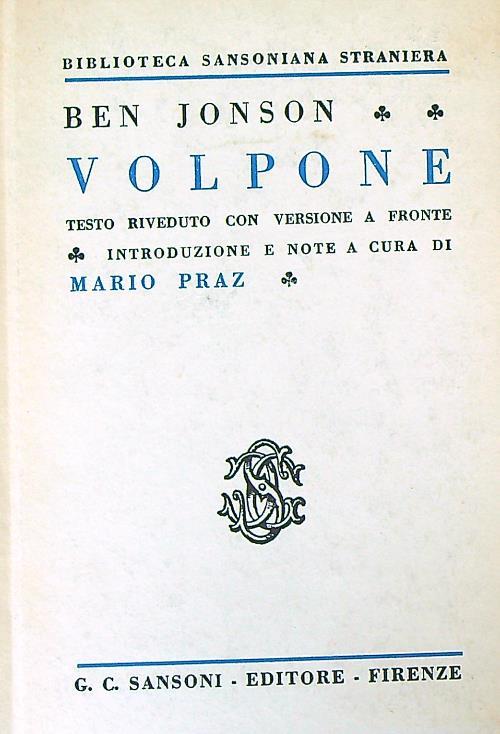 BIBLIOTECA SANSONIANA STRANIERA
BEN JONSON ♣ ♣
VOLPONE
TESTO RIVEDUTO CON VERSIONE A FRONTE
♣ INTRODUZIONE E NOTE A CURA DI
MARIO PRAZ ♣
G. C. SANSONI - EDITORE - FIRENZE